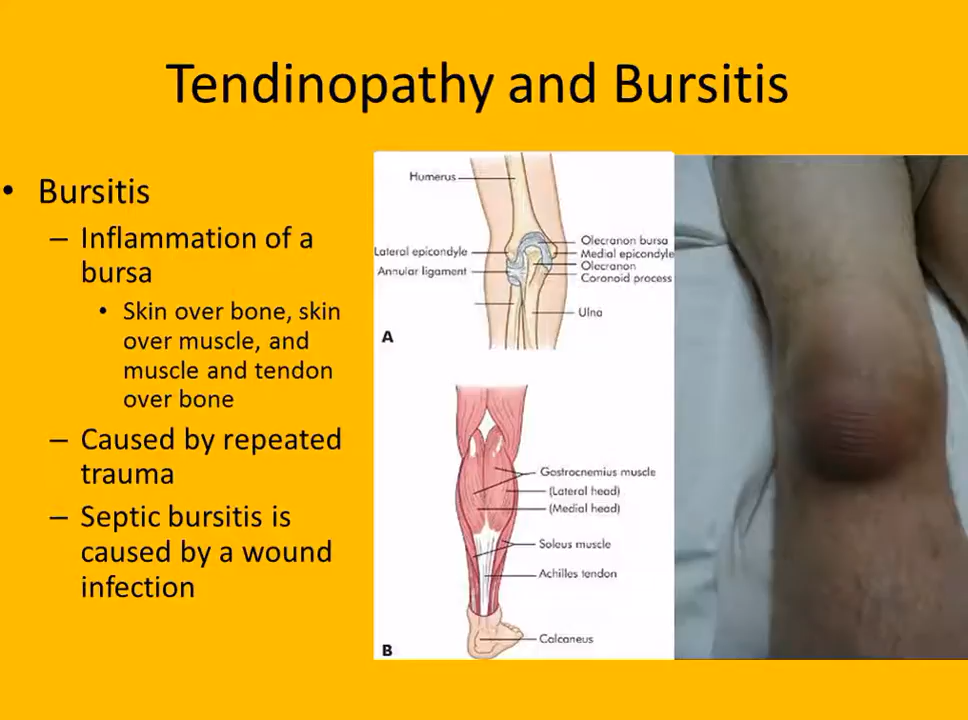 Tendinopathy and Bursitis
• Bursitis
– Inflammation of a
bursa
• Skin over bone, skin
over muscle, and
muscle and tendon
over bone
– Caused by repeated
trauma
– Septic bursitis is
caused by a wound
infection
Humerus
Lateral epicondyle
Annular ligament
Olecranon bursa
Medial epicondyle
Olecranon
Coronoid process
Ulna
A
Gastrocnemius muscle
(Lateral head)
(Medial head)
Soleus muscle
Achilles tendon
Calcaneus
B